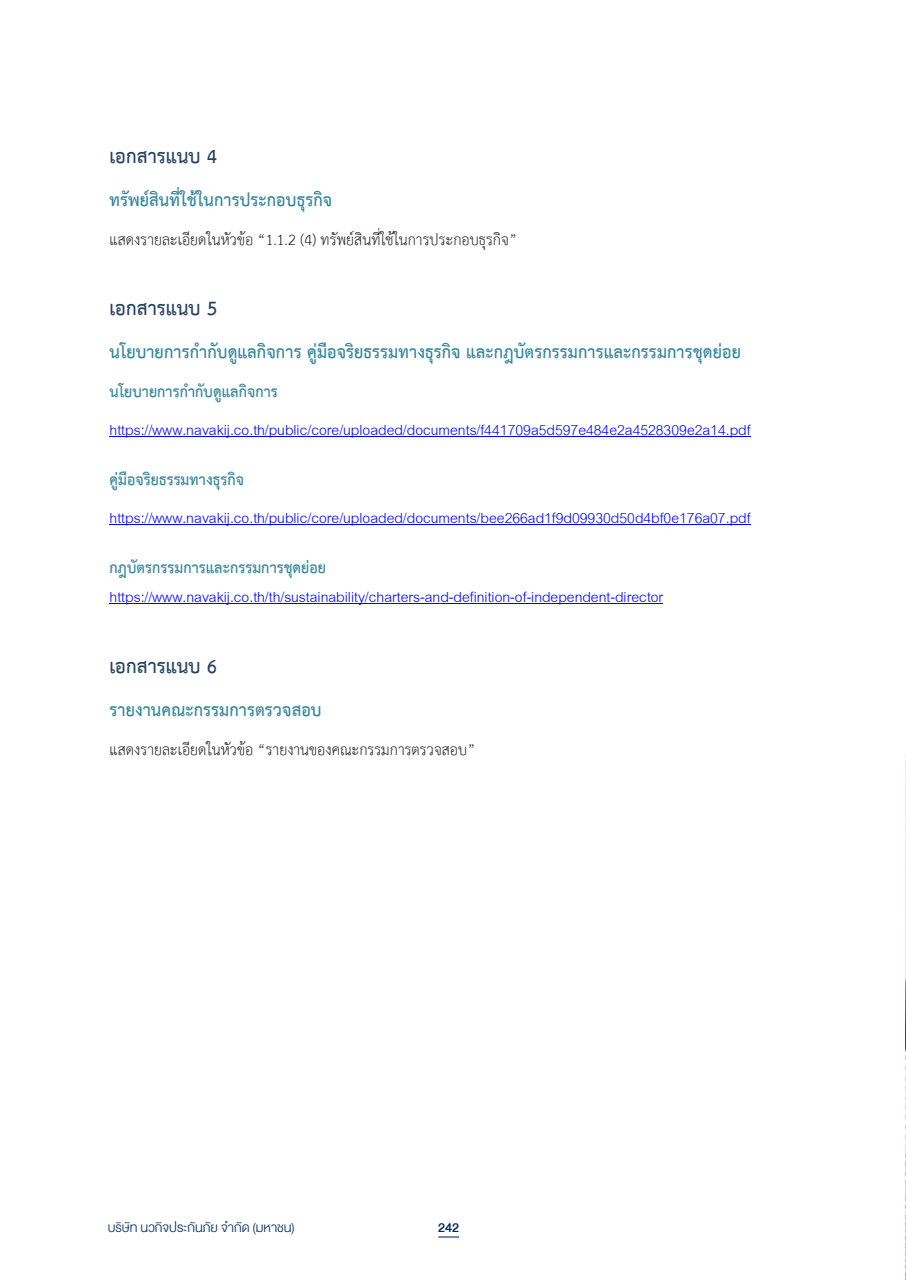 เอกสารแนบ 4
ทรัพย์สินที่ใช้ในการประกอบธุรกิจ
แสดงรายละเอียดในหัวข้อ “1.1.2 (4) ทรัพย์สินที่ใช้ในการประกอบธุรกิจ”
เอกสารแนบ 5
นโยบายการกำกับดูแลกิจการ คู่มือจริยธรรมทางธุรกิจ และกฎบัตรกรรมการและกรรมการชุดย่อย
นโยบายการกำกับดูแลกิจการ
https://www.navakij.co.th/public/core/uploaded/documents/f441709a5d597e484e2a4528309e2a14.pdf
คู่มือจริยธรรมทางธุรกิจ
https://www.navakij.co.th/public/core/uploaded/documents/bee266ad1f9d09930d50d4bf0e176a07.pdf
กฎบัตรกรรมการและกรรมการชุดย่อย
https://www.navakij.co.th/th/sustainability/charters-and-definition-of-independent-director
เอกสารแนบ 6
รายงานคณะกรรมการตรวจสอบ
แสดงรายละเอียดในหัวข้อ “รายงานของคณะกรรมการตรวจสอบ”
บริษัท นวกิจประกันภัย จำกัด (มหาชน) 242